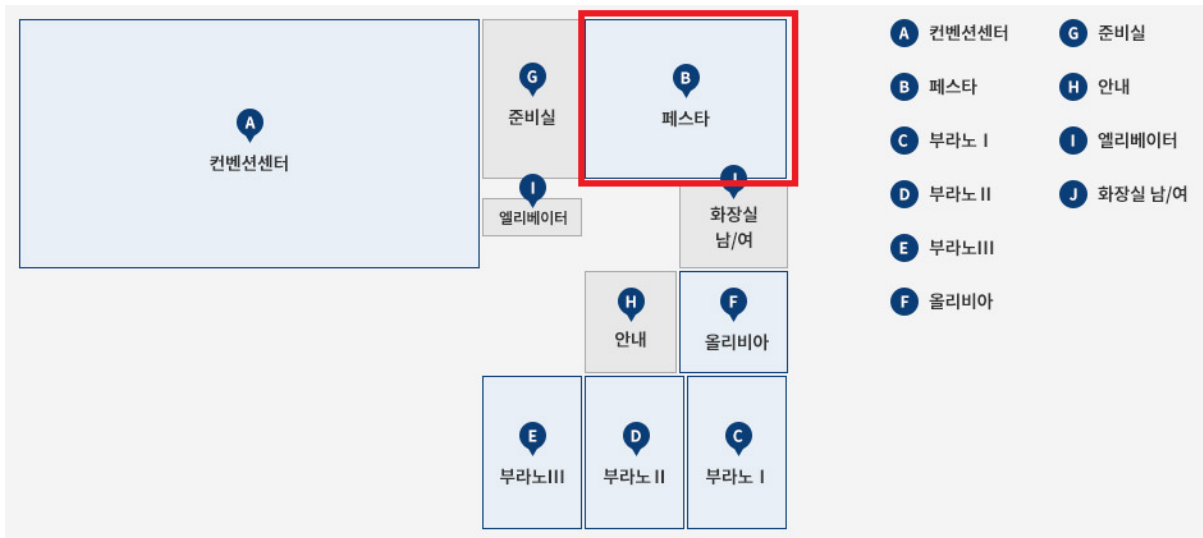 A
컨벤션센터
G
준비실
B
페스타
I
엘리베이터
J
화장실
남/여
H
안내
F
올리비아
E
부라노III
D
부라노II
C
부라노 I
A 컨벤션센터
B 페스타
C 부라노 I
D 부라노II
E 부라노III
F 올리비아
G 준비실
H 안내
I 엘리베이터
J 화장실 남/여